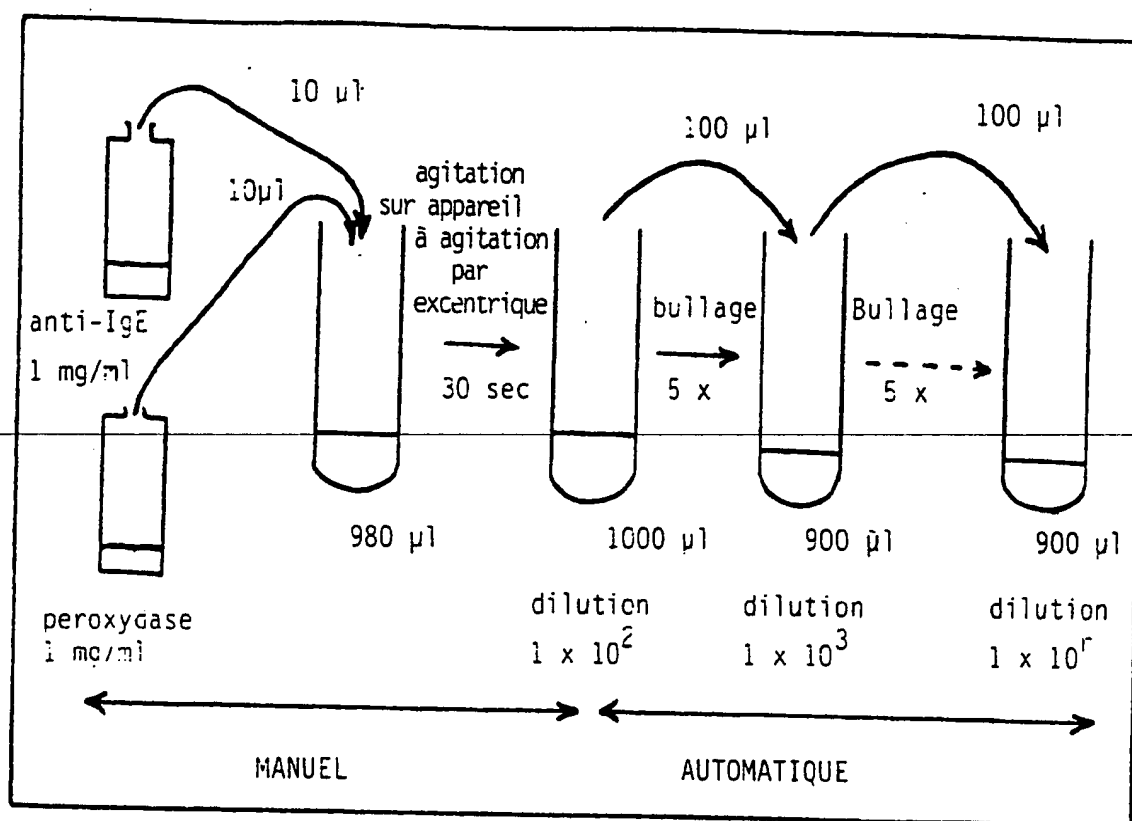 10 µl
100 µl
100 µl
10µl
agitation
sur appareil
à agitation
par
excentrique
30 sec
bullage
5 x
Bullage
5 x
anti-IgE
1 mg/ml
980 µl
1000 µl
900 µl
900 µl
peroxydase
1 mg/ml
dilution
1 x 10²
dilution
1 x 10³
dilution
1 x 10ʳ
MANUEL
AUTOMATIQUE